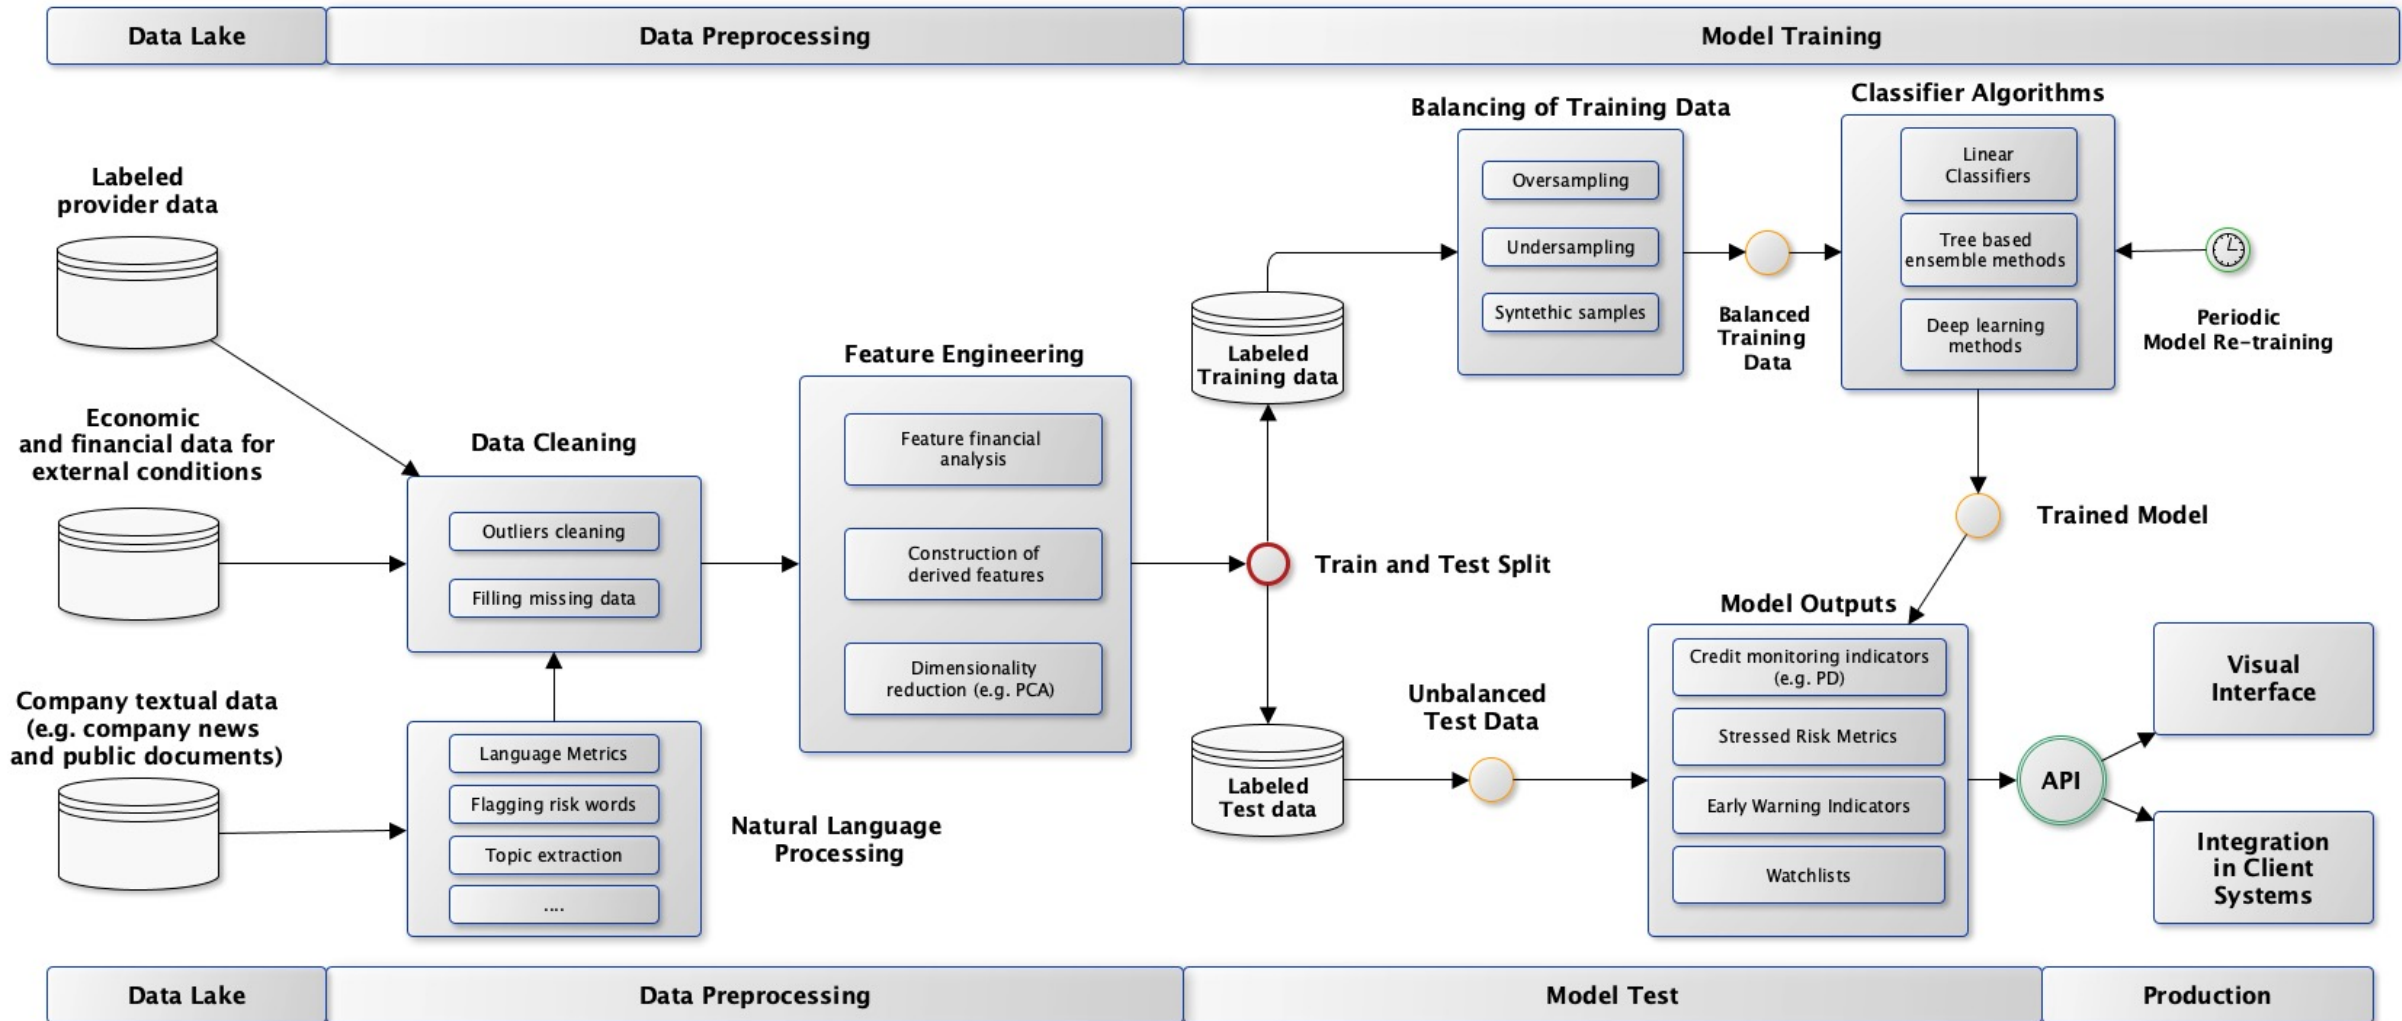 Data Lake
Data Preprocessing
Model Training
Labeled
provider data
Economic
and financial data for
external conditions
Company textual data
(e.g. company news
and public documents)
Data Cleaning
Outliers cleaning
Filling missing data
Language Metrics
Flagging risk words
Topic extraction
....
Natural Language
Processing
Feature Engineering
Feature financial
analysis
Construction of
derived features
Dimensionality
reduction (e.g. PCA)
Train and Test Split
Labeled
Training data
Labeled
Test data
Balancing of Training Data
Oversampling
Undersampling
Syntethic samples
Balanced
Training
Data
Classifier Algorithms
Linear
Classifiers
Tree based
ensemble methods
Deep learning
methods
Periodic
Model Re-training
Trained Model
Unbalanced
Test Data
Model Outputs
Credit monitoring indicators
(e.g. PD)
Stressed Risk Metrics
Early Warning Indicators
Watchlists
API
Visual
Interface
Integration
in Client
Systems
Data Lake
Data Preprocessing
Model Test
Production